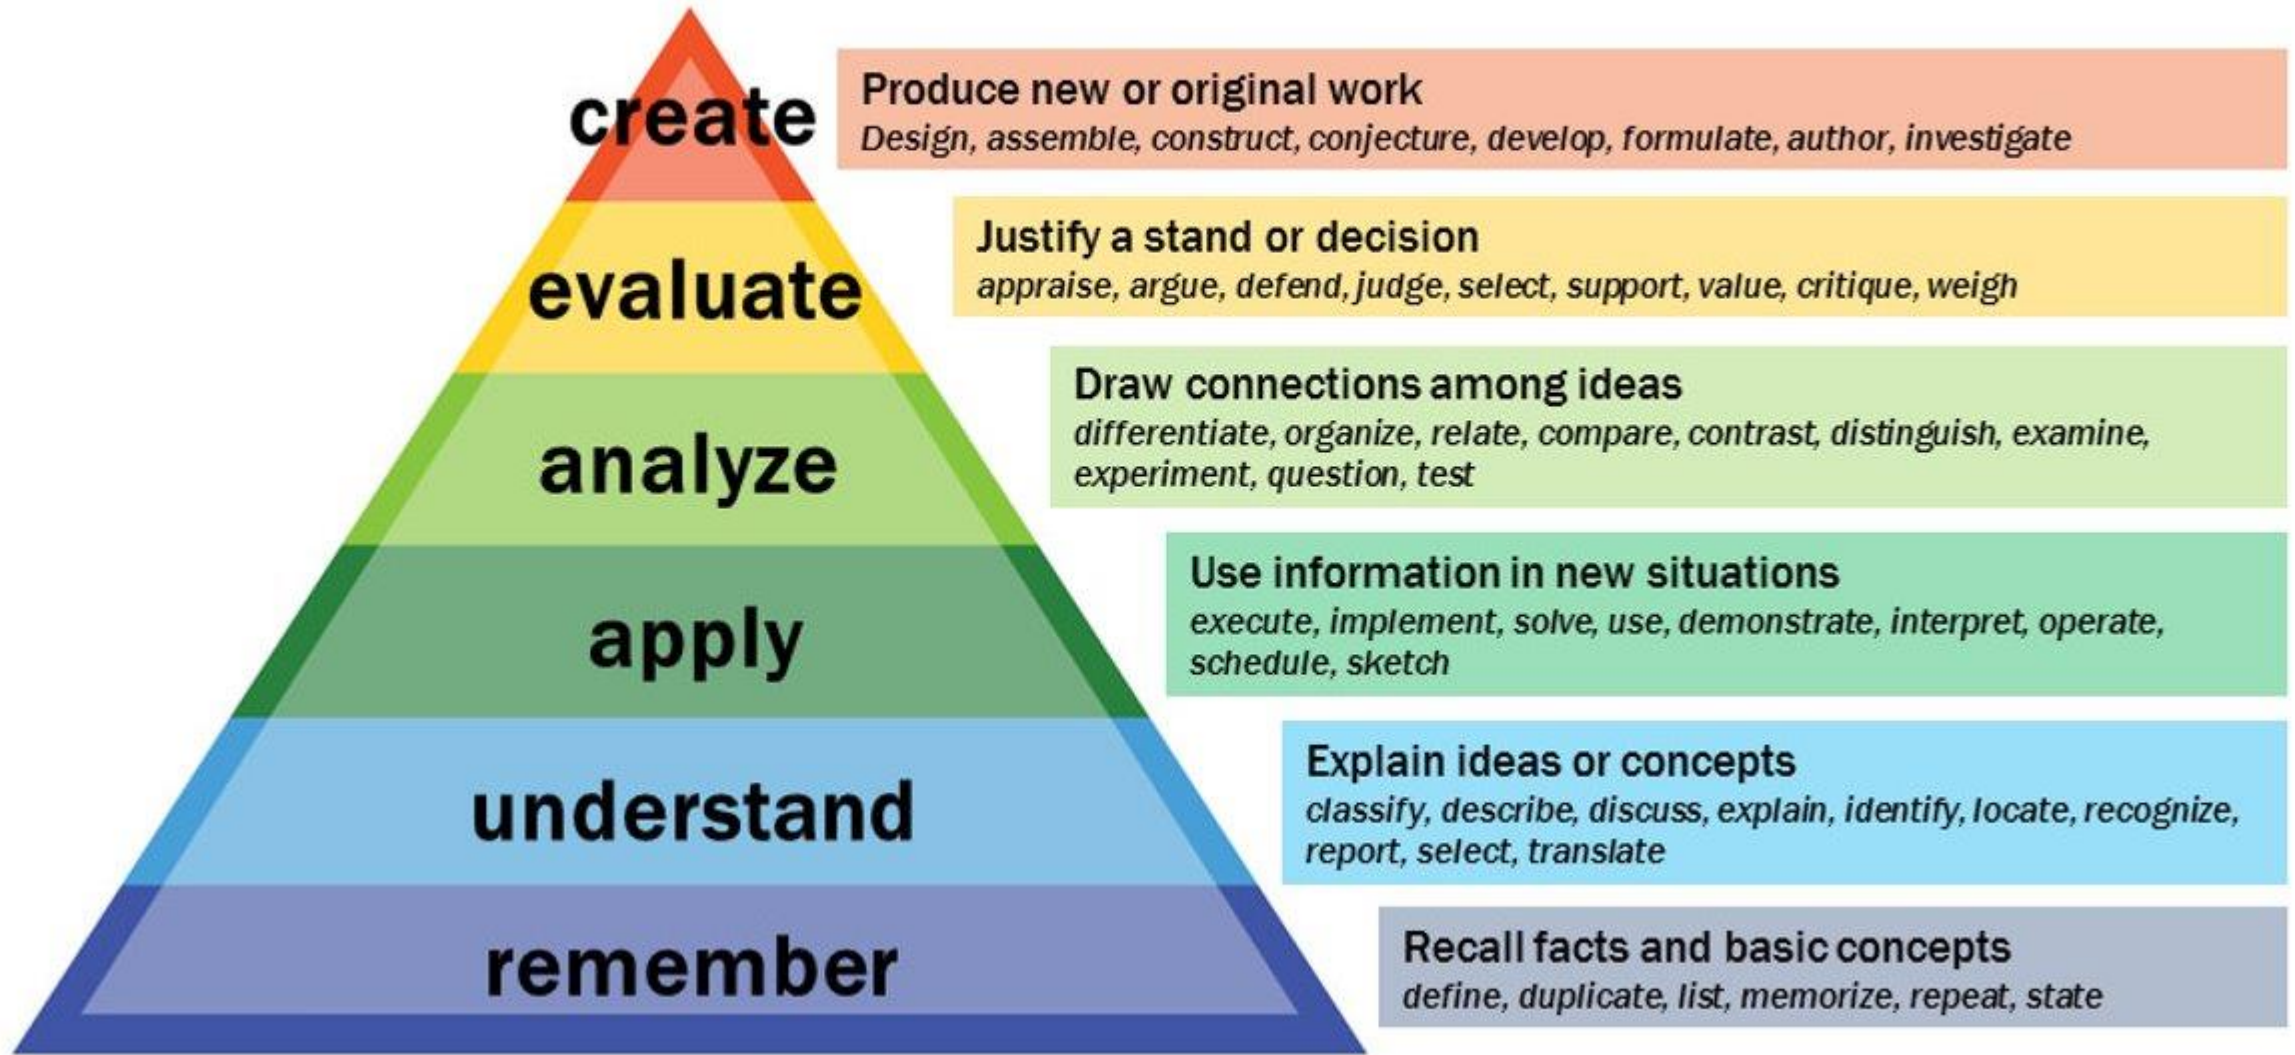 create
Produce new or original work
Design, assemble, construct, conjecture, develop, formulate, author, investigate
evaluate
Justify a stand or decision
appraise, argue, defend, judge, select, support, value, critique, weigh
analyze
Draw connections among ideas
differentiate, organize, relate, compare, contrast, distinguish, examine,
experiment, question, test
apply
Use information in new situations
execute, implement, solve, use, demonstrate, interpret, operate,
schedule, sketch
understand
Explain ideas or concepts
classify, describe, discuss, explain, identify, locate, recognize,
report, select, translate
remember
Recall facts and basic concepts
define, duplicate, list, memorize, repeat, state